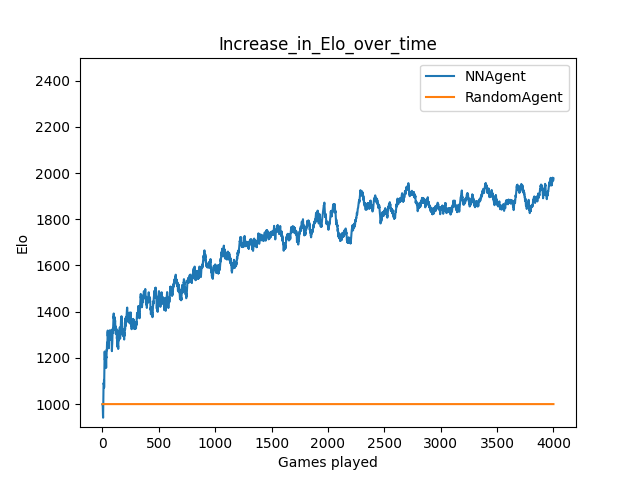 Increase_in_Elo_over_time
NNAgent
RandomAgent
2400
2200
2000
1800
1600
1400
1200
1000
Elo
0 500 1000 1500 2000 2500 3000 3500 4000
Games played